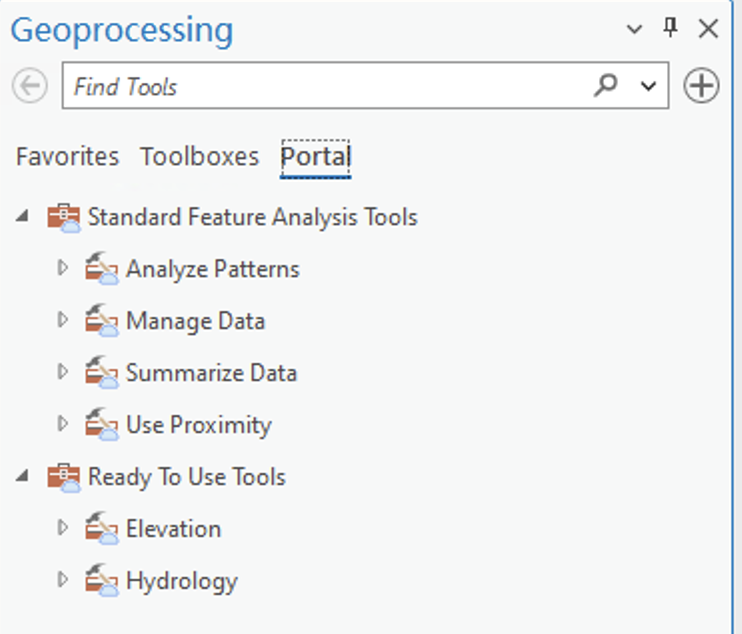 Geoprocessing
Find Tools
Favorites Toolboxes Portal
Standard Feature Analysis Tools
Analyze Patterns
Manage Data
Summarize Data
Use Proximity
Ready To Use Tools
Elevation
Hydrology